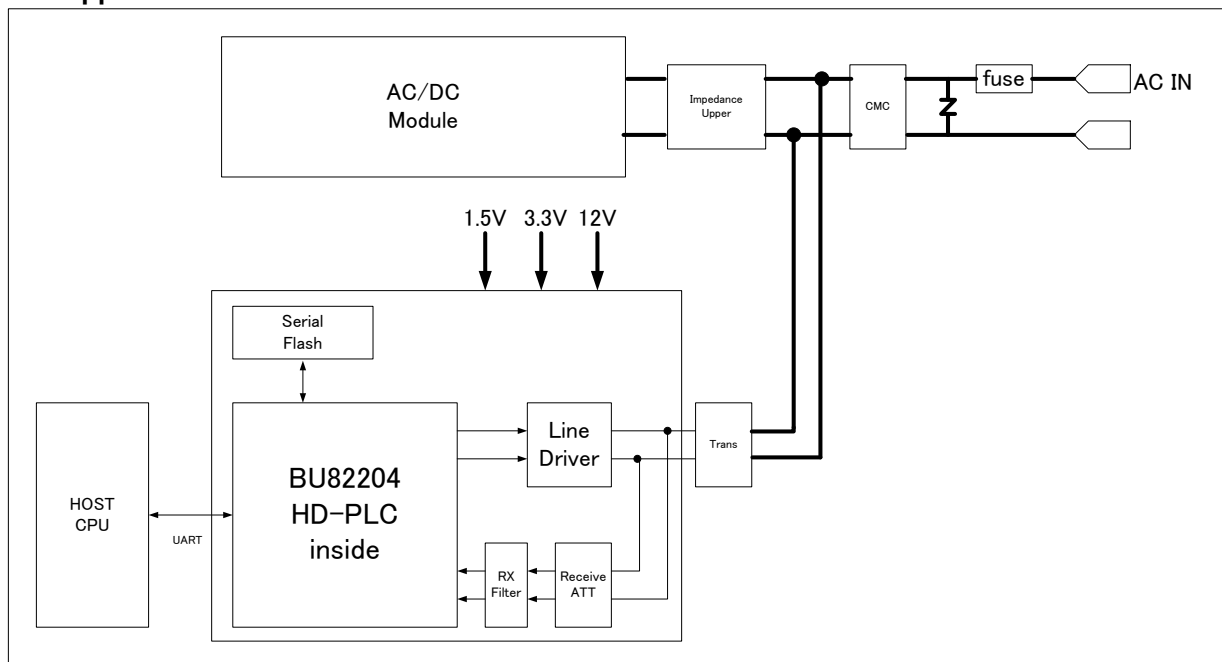 AC/DC
Module
Impedance
Upper
CMC
fuse
AC IN
1.5V 3.3V 12V
Serial
Flash
HOST
CPU
UART
BU82204
HD-PLC
inside
Line
Driver
Trans
RX
Filter
Receive
ATT